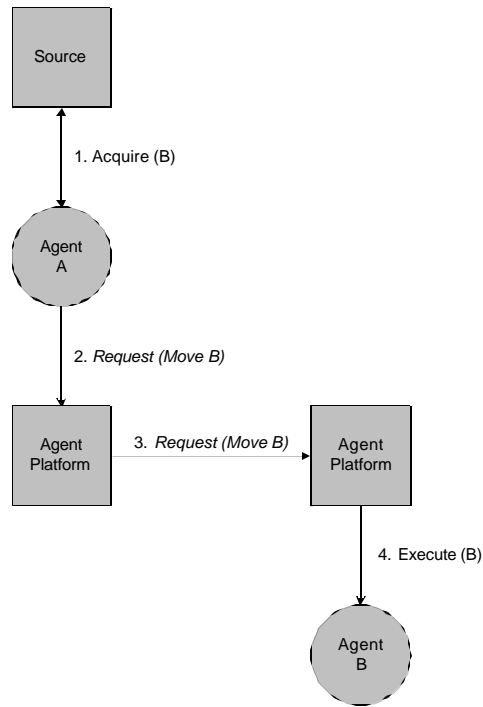 Source
1. Acquire (B)
Agent
A
2. Request (Move B)
Agent
Platform
3. Request (Move B)
Agent
Platform
4. Execute (B)
Agent
B